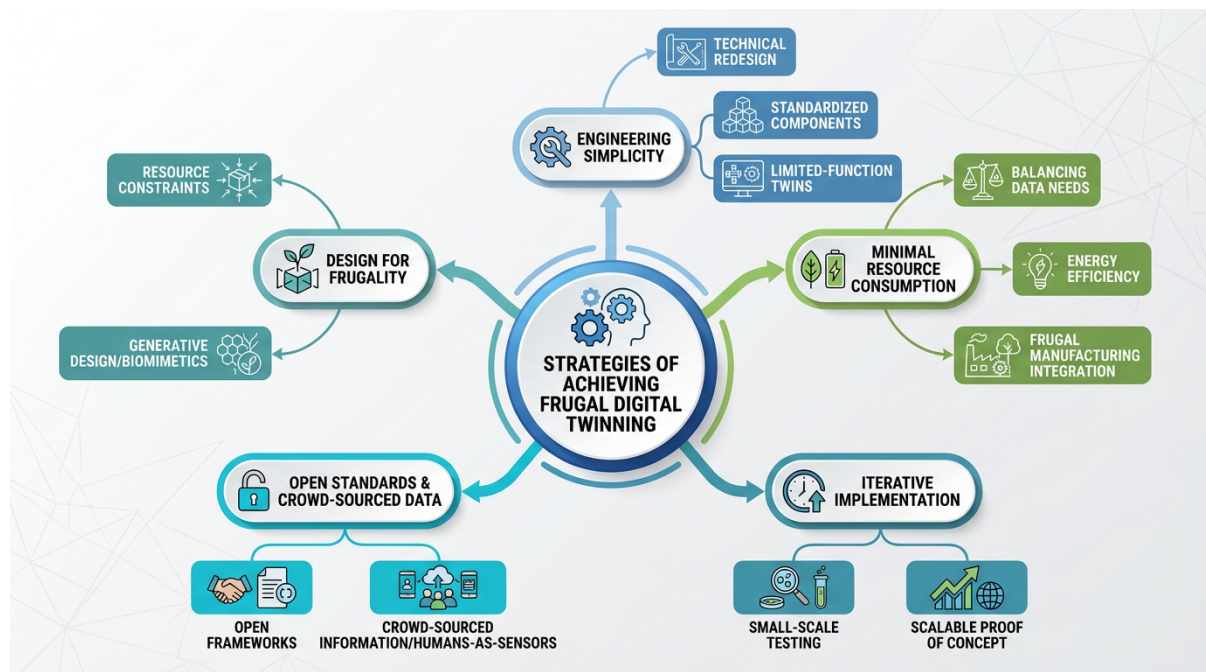 TECHNICAL
REDESIGN
STANDARDIZED
COMPONENTS
ENGINEERING
SIMPLICITY
LIMITED-FUNCTION
TWINS
RESOURCE
CONSTRAINTS
DESIGN FOR
FRUGALITY
GENERATIVE
DESIGN/BIOMIMETICS
BALANCING
DATA NEEDS
MINIMAL
RESOURCE
CONSUMPTION
ENERGY
EFFICIENCY
FRUGAL
MANUFACTURING
INTEGRATION
STRATEGIES OF
ACHIEVING
FRUGAL DIGITAL
TWINNING
OPEN STANDARDS &
CROWD-SOURCED DATA
OPEN
FRAMEWORKS
CROWD-SOURCED
INFORMATION/HUMANS-AS-SENSORS
ITERATIVE
IMPLEMENTATION
SMALL-SCALE
TESTING
SCALABLE PROOF
OF CONCEPT